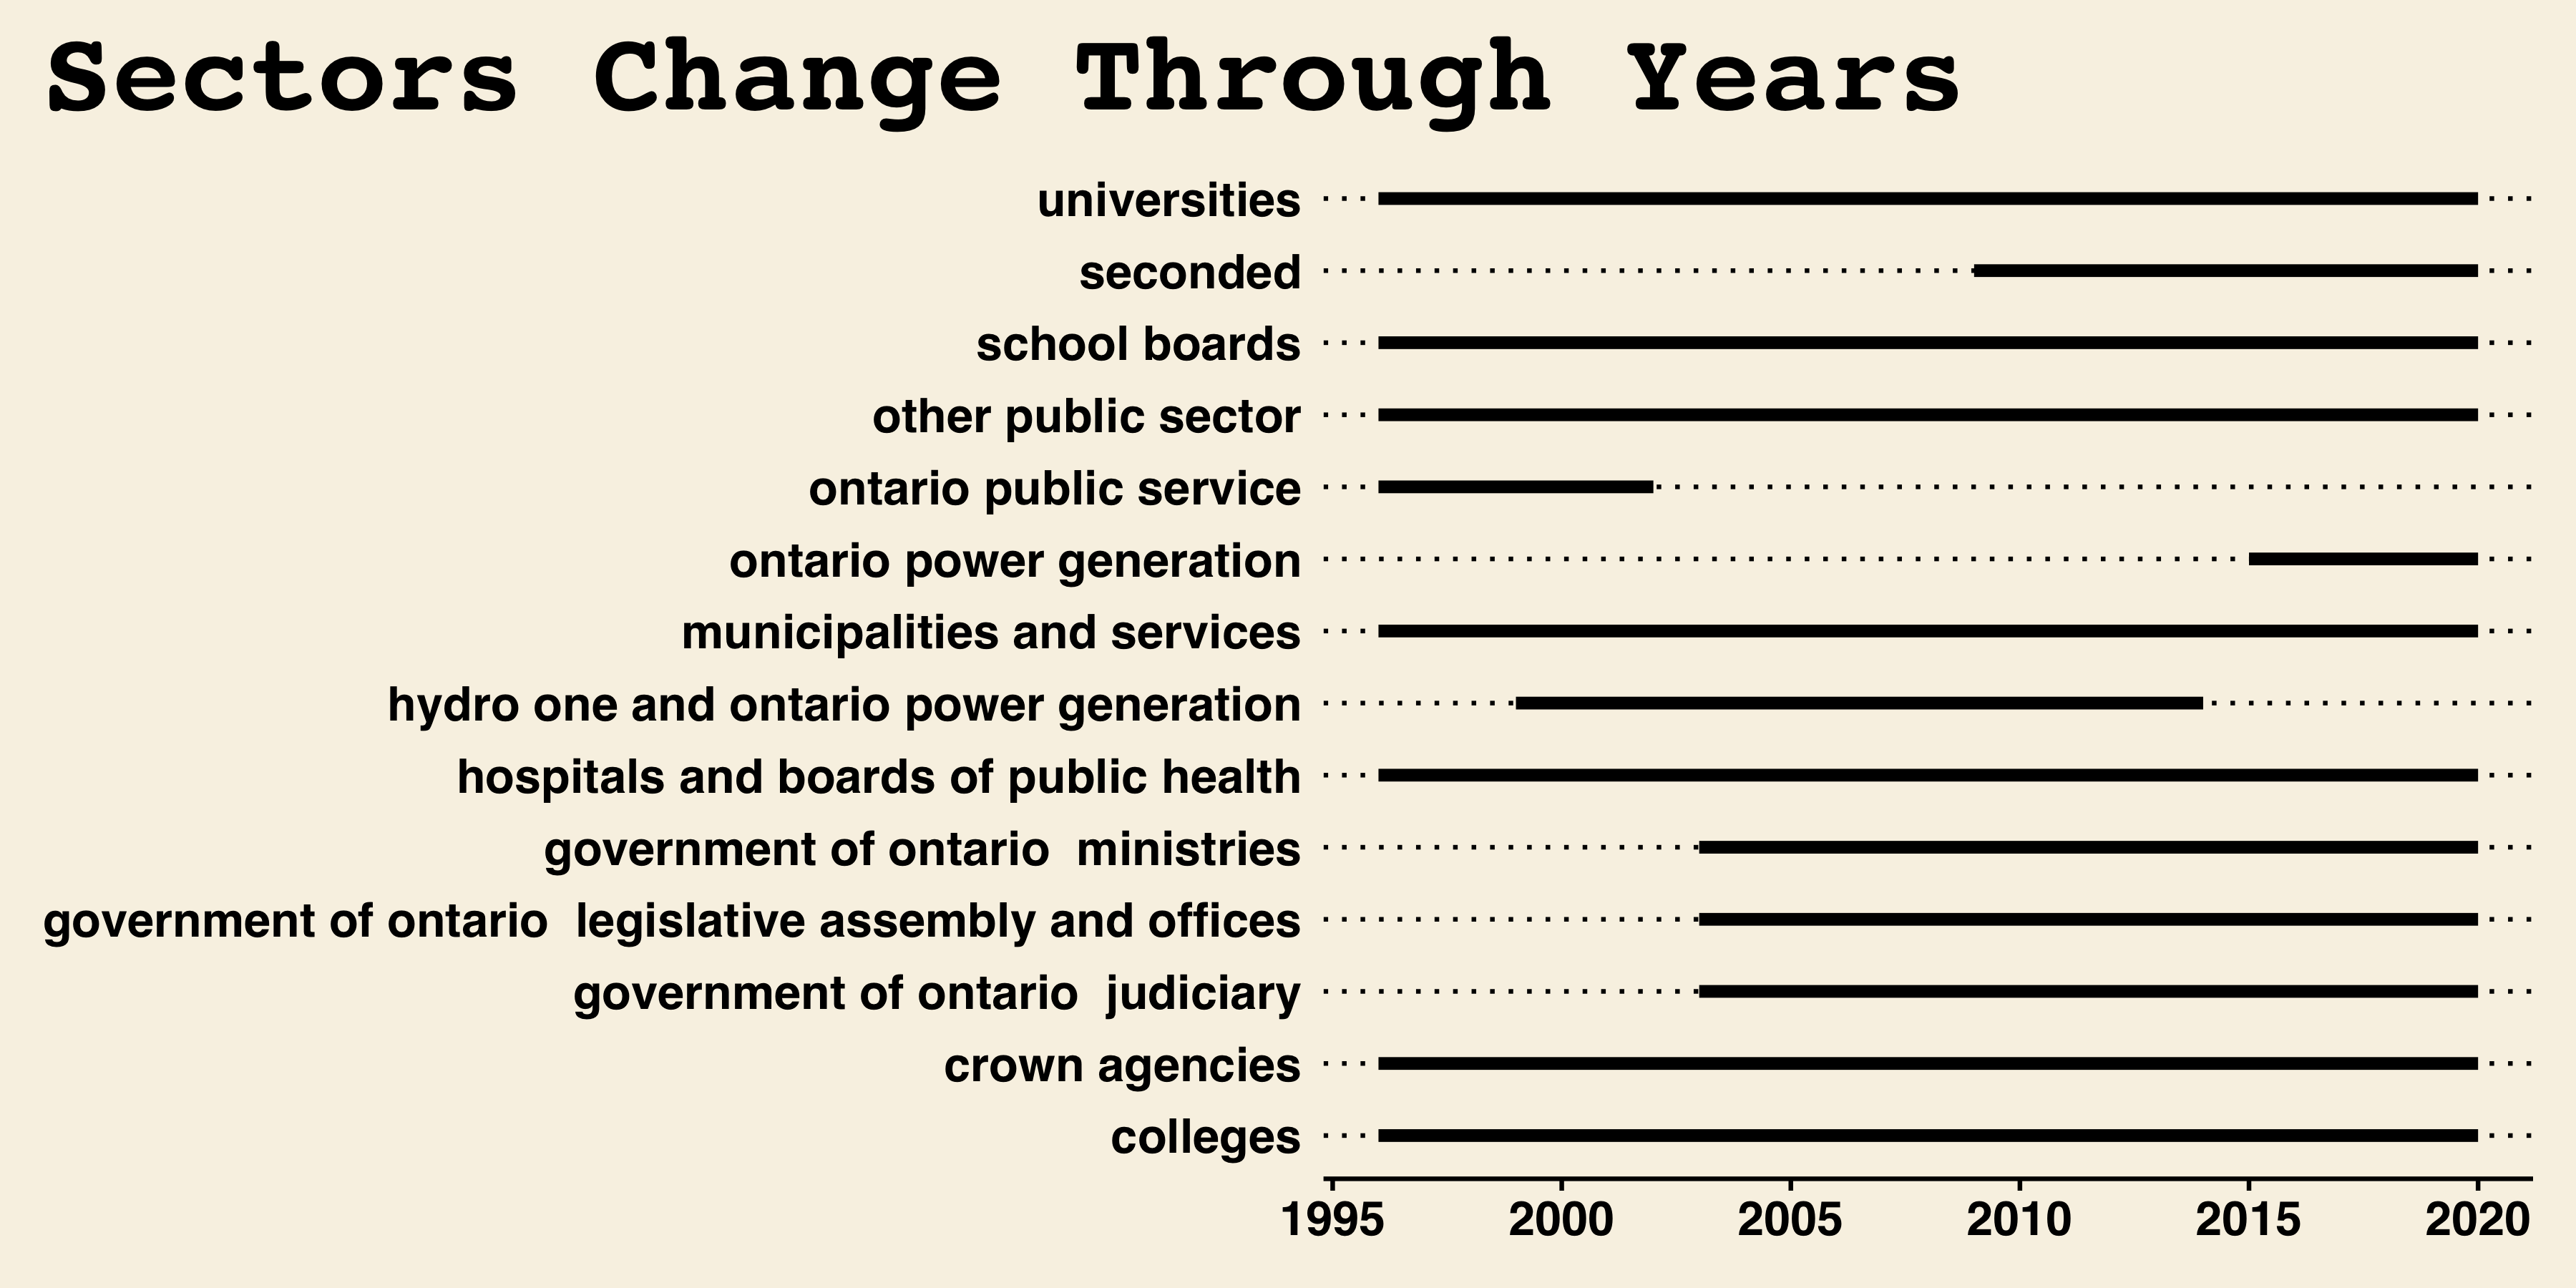 Sectors Change Through Years
universities
seconded
school boards
other public sector
ontario public service
ontario power generation
municipalities and services
hydro one and ontario power generation
hospitals and boards of public health
government of ontario  ministries
government of ontario  legislative assembly and offices
government of ontario  judiciary
crown agencies
colleges
1995 2000 2005 2010 2015 2020